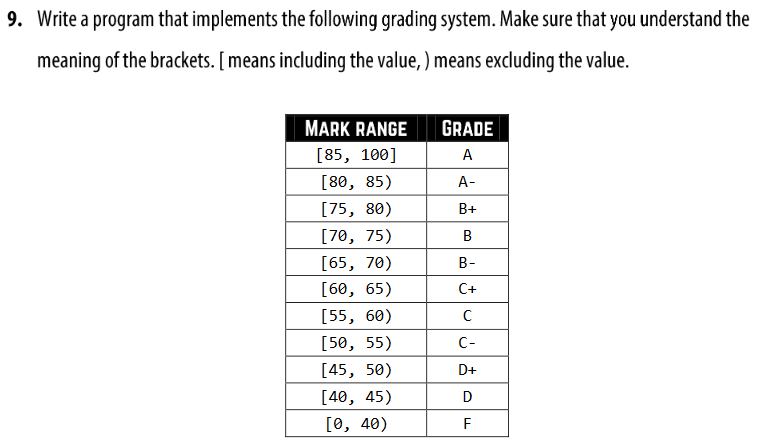 9. Write a program that implements the following grading system. Make sure that you understand the
meaning of the brackets. [ means including the value, ) means excluding the value.
MARK RANGE GRADE
[85, 100] A
[80, 85) A-
[75, 80) B+
[70, 75) B
[65, 70) B-
[60, 65) C+
[55, 60) C
[50, 55) C-
[45, 50) D+
[40, 45) D
[0, 40) F